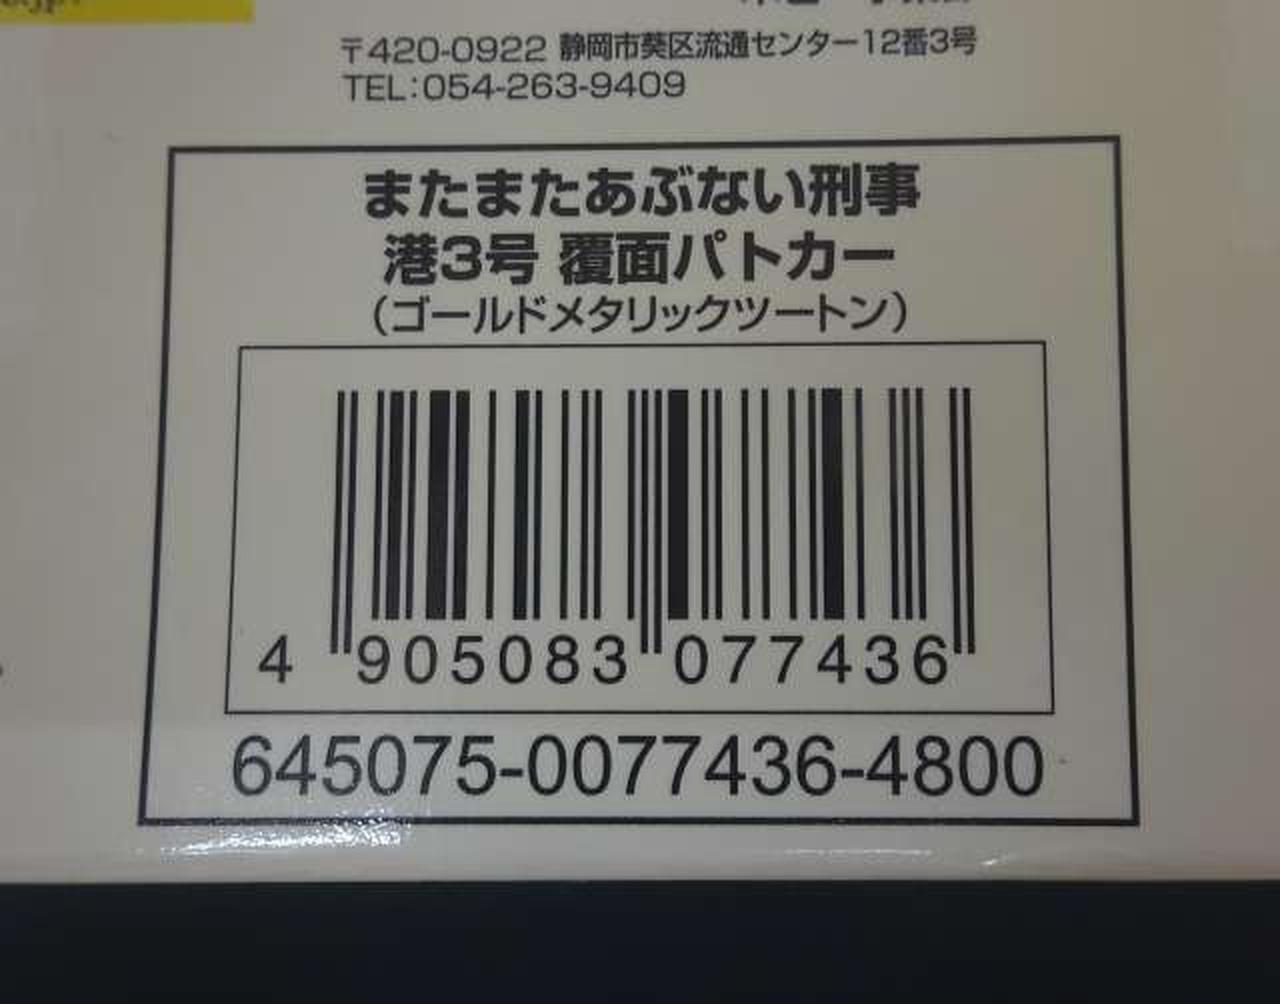 〒420-0922 静岡市葵区流通センター12番3号
TEL:054-263-9409
またまたあぶない刑事
港3号 覆面パトカー
(ゴールドメタリックツートン)
4 905083 077436
645075-0077436-4800